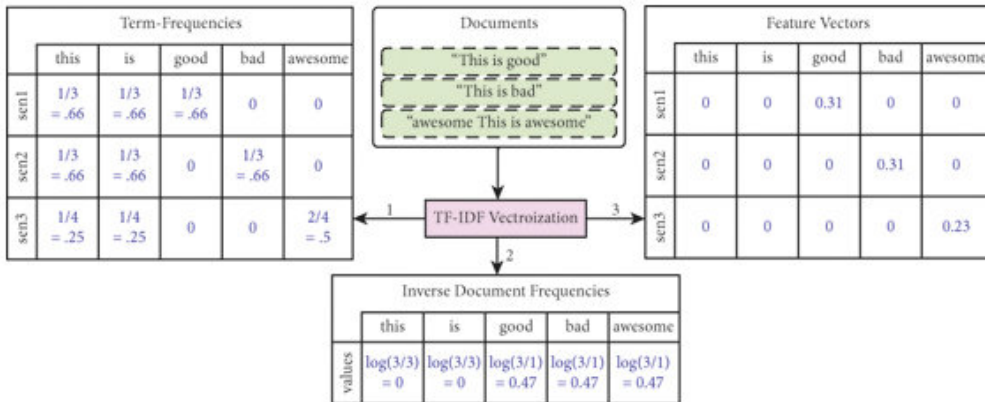 Term-Frequencies
this is good bad awesome
sen1
1/3 = .66 1/3 = .66 1/3 = .66 0 0
sen2
1/3 = .66 1/3 = .66 0 1/3 = .66 0
sen3
1/4 = .25 1/4 = .25 0 0 2/4 = .5
Documents
“This is good”
“This is bad”
“awesome This is awesome”
TF-IDF Vectroization
1
2
3
Feature Vectors
this is good bad awesome
sen1
0 0 0.31 0 0
sen2
0 0 0 0.31 0
sen3
0 0 0 0 0.23
Inverse Document Frequencies
this is good bad awesome
values
log(3/3) = 0 log(3/3) = 0 log(3/1) = 0.47 log(3/1) = 0.47 log(3/1) = 0.47